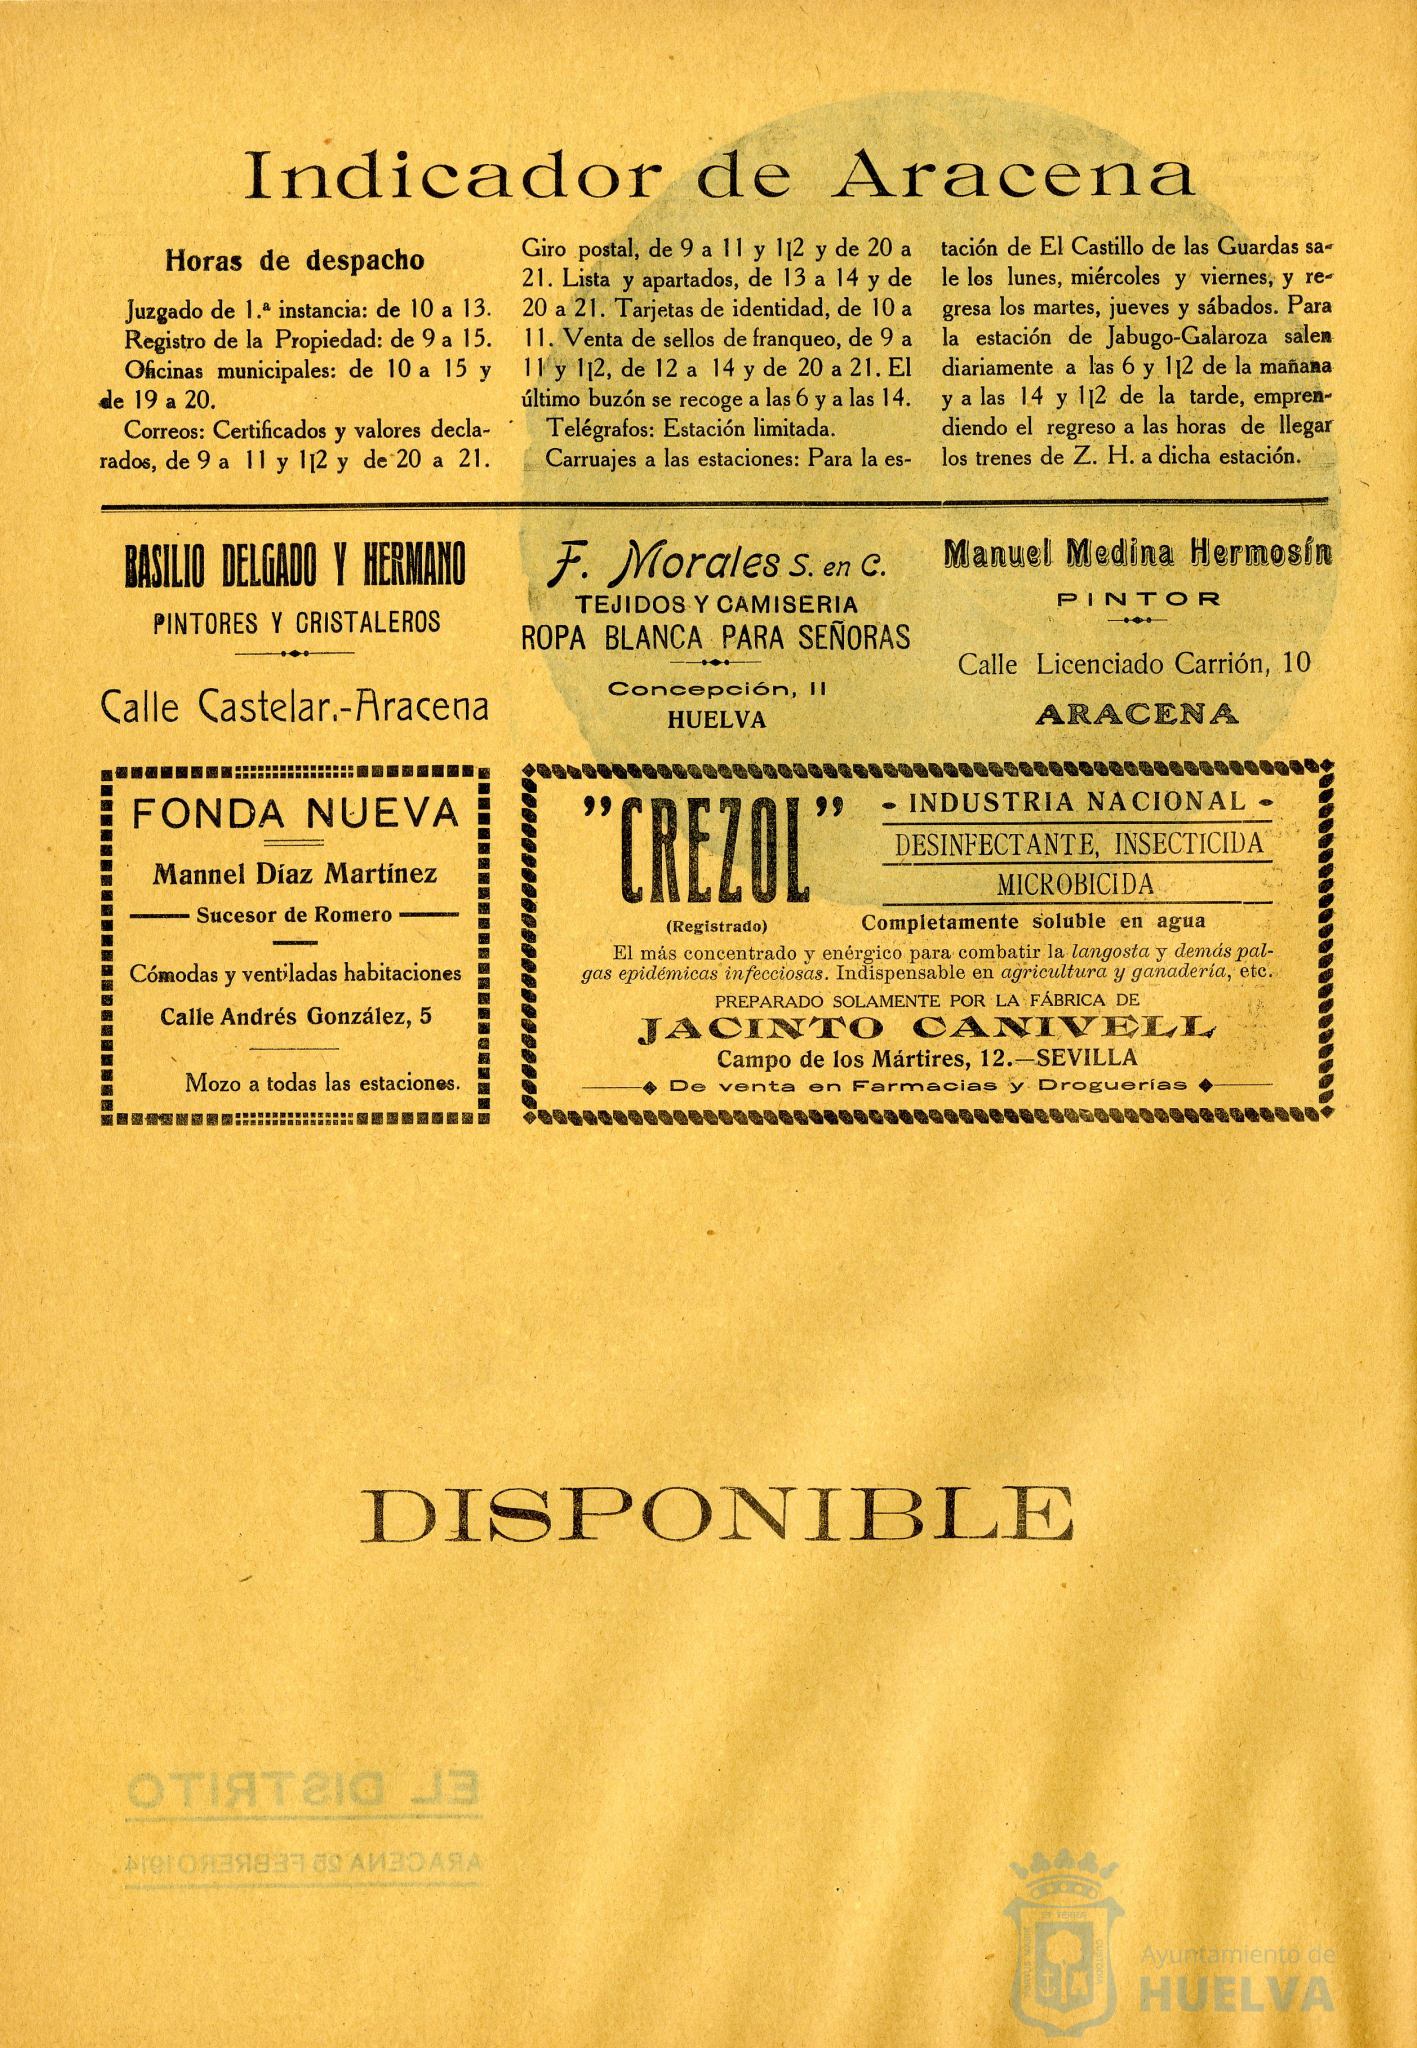 Indicador de Aracena
Horas de despacho
Juzgado de 1.ª instancia: de 10 a 13.
Registro de la Propiedad: de 9 a 15.
Oficinas municipales: de 10 a 15 y
de 19 a 20.
Correos: Certificados y valores decla-
rados, de 9 a 11 y 1|2 y de 20 a 21.
Giro postal, de 9 a 11 y 1|2 y de 20 a
21. Lista y apartados, de 13 a 14 y de
20 a 21. Tarjetas de identidad, de 10 a
11. Venta de sellos de franqueo, de 9 a
11 y 1|2, de 12 a 14 y de 20 a 21. El
último buzón se recoge a las 6 y a las 14.
Telégrafos: Estación limitada.
Carruajes a las estaciones: Para la es-
tación de El Castillo de las Guardas sa-
le los lunes, miércoles y viernes, y re-
gresa los martes, jueves y sábados. Para
la estación de Jabugo-Galaroza salen
diariamente a las 6 y 1|2 de la mañana
y a las 14 y 1|2 de la tarde, empren-
diendo el regreso a las horas de llegar
los trenes de Z. H. a dicha estación.
BASILIO DELGADO Y HERMANO
PINTORES Y CRISTALEROS
Calle Castelar.-Aracena
F. Morales S. en C.
TEJIDOS Y CAMISERIA
ROPA BLANCA PARA SEÑORAS
Concepción, 11
HUELVA
Manuel Medina Hermosín
PINTOR
Calle Licenciado Carrión, 10
ARACENA
FONDA NUEVA
Mannel Díaz Martínez
Sucesor de Romero
Cómodas y ventiladas habitaciones
Calle Andrés González, 5
Mozo a todas las estaciones.
"CREZOL"
(Registrado)
- INDUSTRIA NACIONAL -
DESINFECTANTE, INSECTICIDA
MICROBICIDA
Completamente soluble en agua
El más concentrado y enérgico para combatir la langosta y demás pal-
gas epidémicas infecciosas. Indispensable en agricultura y ganadería, etc.
PREPARADO SOLAMENTE POR LA FÁBRICA DE
JACINTO CANIVELL
Campo de los Mártires, 12.—SEVILLA
De venta en Farmacias y Droguerías
DISPONIBLE
EL DISTRITO
ARACENA 25 FEBRERO 1914
Ayuntamiento de
HUELVA